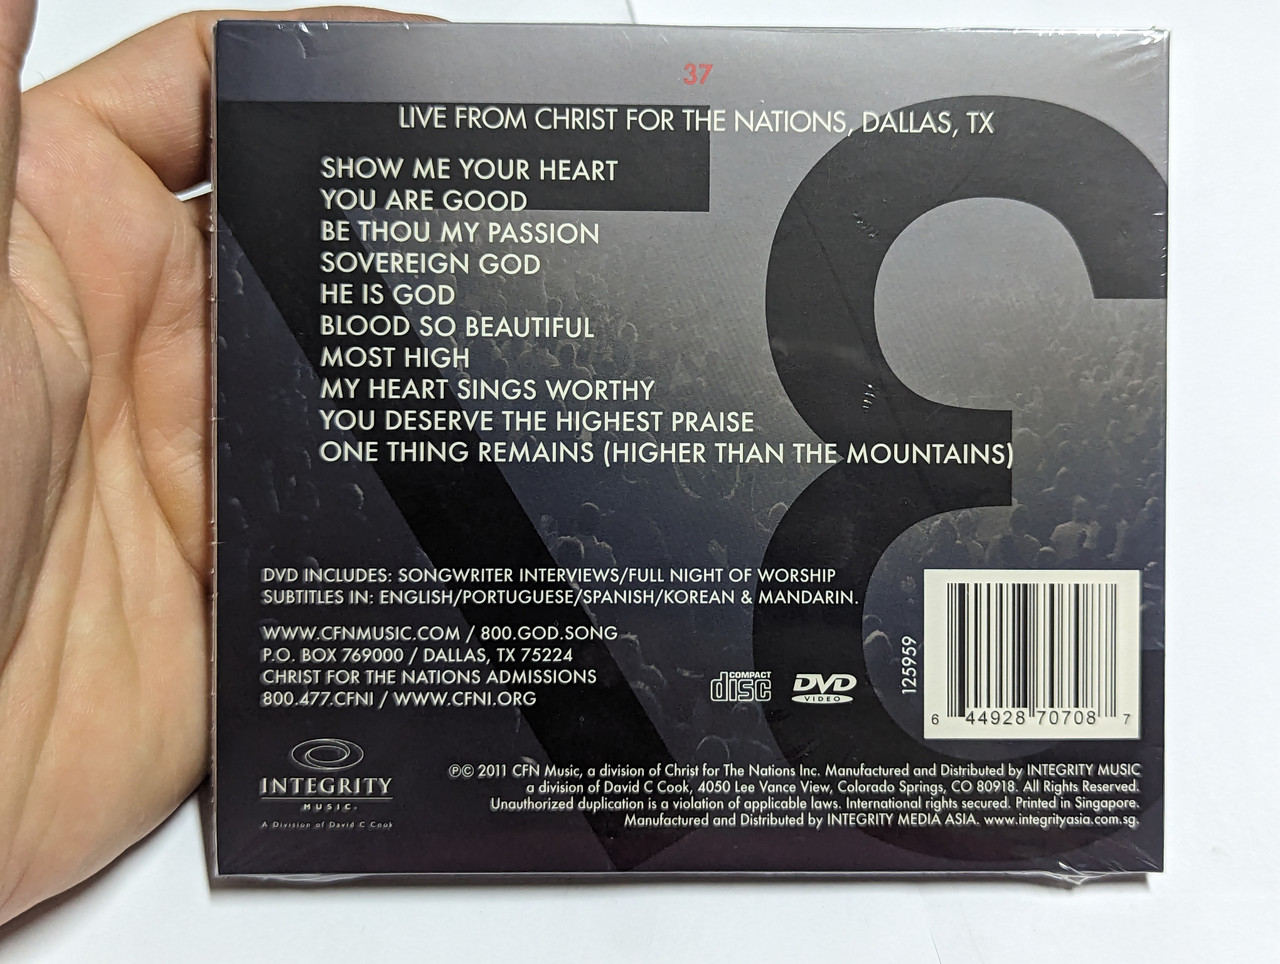 37
LIVE FROM CHRIST FOR THE NATIONS, DALLAS, TX
SHOW ME YOUR HEART
YOU ARE GOOD
BE THOU MY PASSION
SOVEREIGN GOD
HE IS GOD
BLOOD SO BEAUTIFUL
MOST HIGH
MY HEART SINGS WORTHY
YOU DESERVE THE HIGHEST PRAISE
ONE THING REMAINS (HIGHER THAN THE MOUNTAINS)
DVD INCLUDES: SONGWRITER INTERVIEWS/FULL NIGHT OF WORSHIP
SUBTITLES IN: ENGLISH/PORTUGUESE/SPANISH/KOREAN & MANDARIN.
WWW.CFNMUSIC.COM / 800.GOD.SONG
P.O. BOX 769000 / DALLAS, TX 75224
CHRIST FOR THE NATIONS ADMISSIONS
800.477.CFNI / WWW.CFNI.ORG
COMPACT
disc
DVD
VIDEO
125959
6 44928 70708 7
INTEGRITY
MUSIC.
A Division of David C Cook
℗© 2011 CFN Music, a division of Christ for The Nations Inc. Manufactured and Distributed by INTEGRITY MUSIC
a division of David C Cook, 4050 Lee Vance View, Colorado Springs, CO 80918. All Rights Reserved.
Unauthorized duplication is a violation of applicable laws. International rights secured. Printed in Singapore.
Manufactured and Distributed by INTEGRITY MEDIA ASIA. www.integrityasia.com.sg.
37